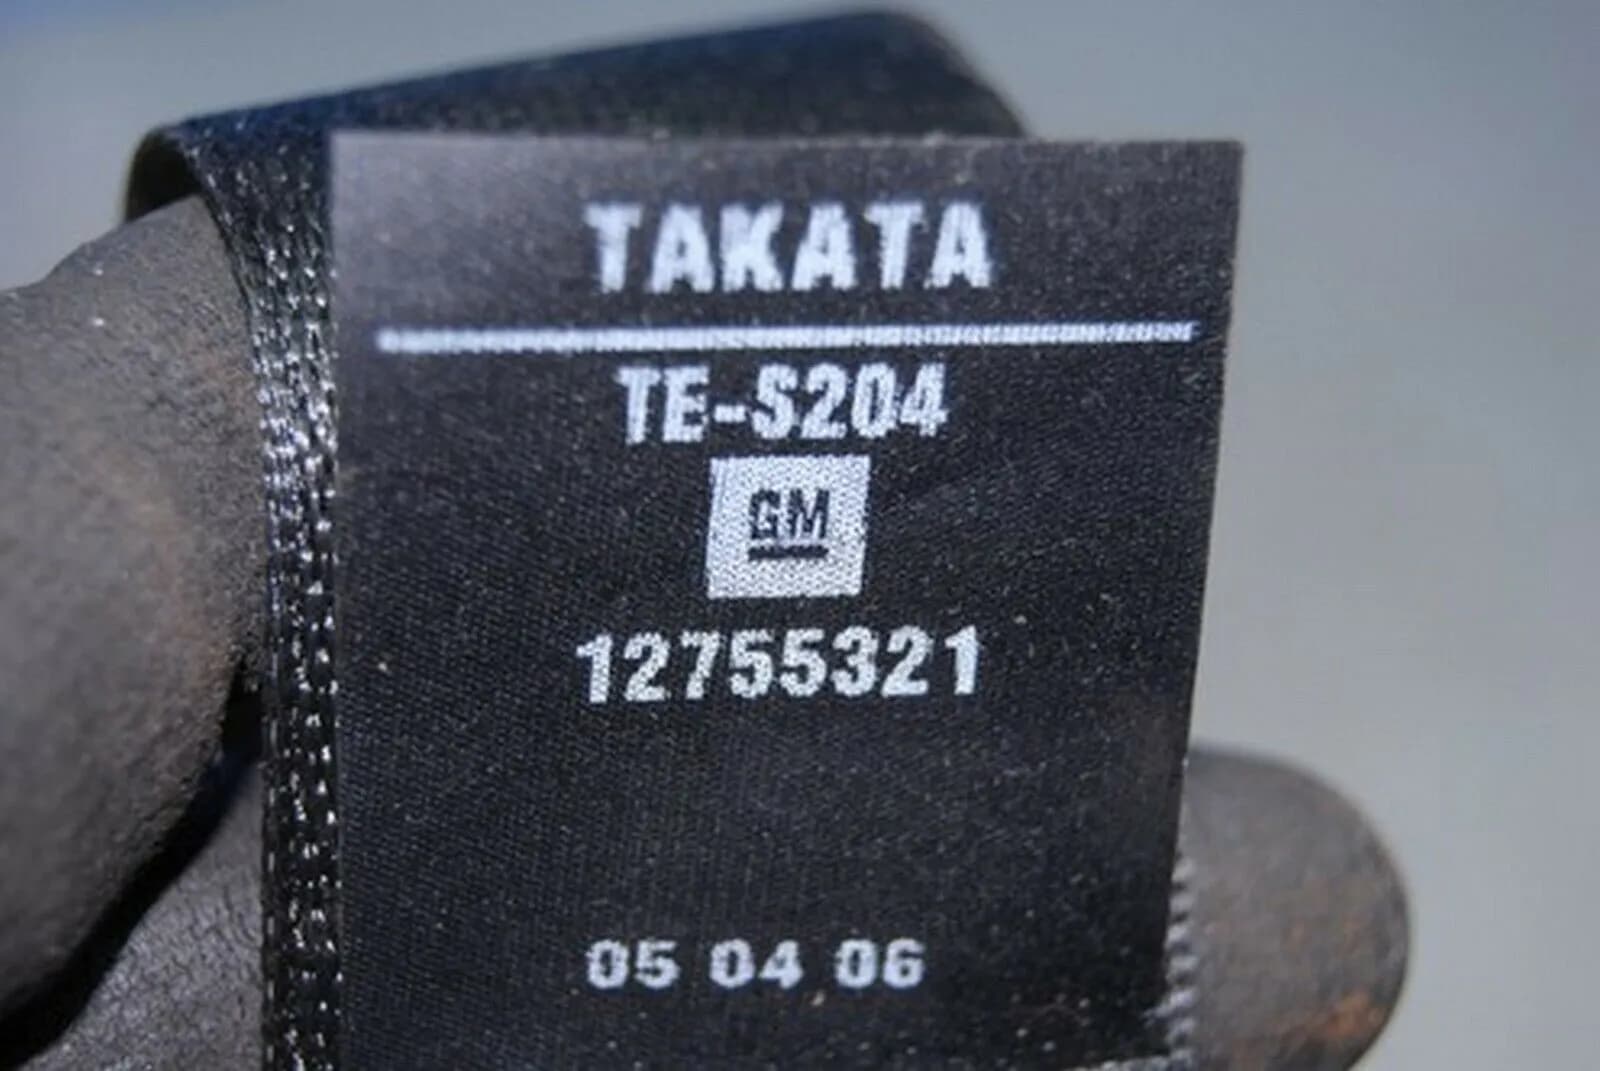 TAKATA
TE-S204
GM
12755321
05 04 06